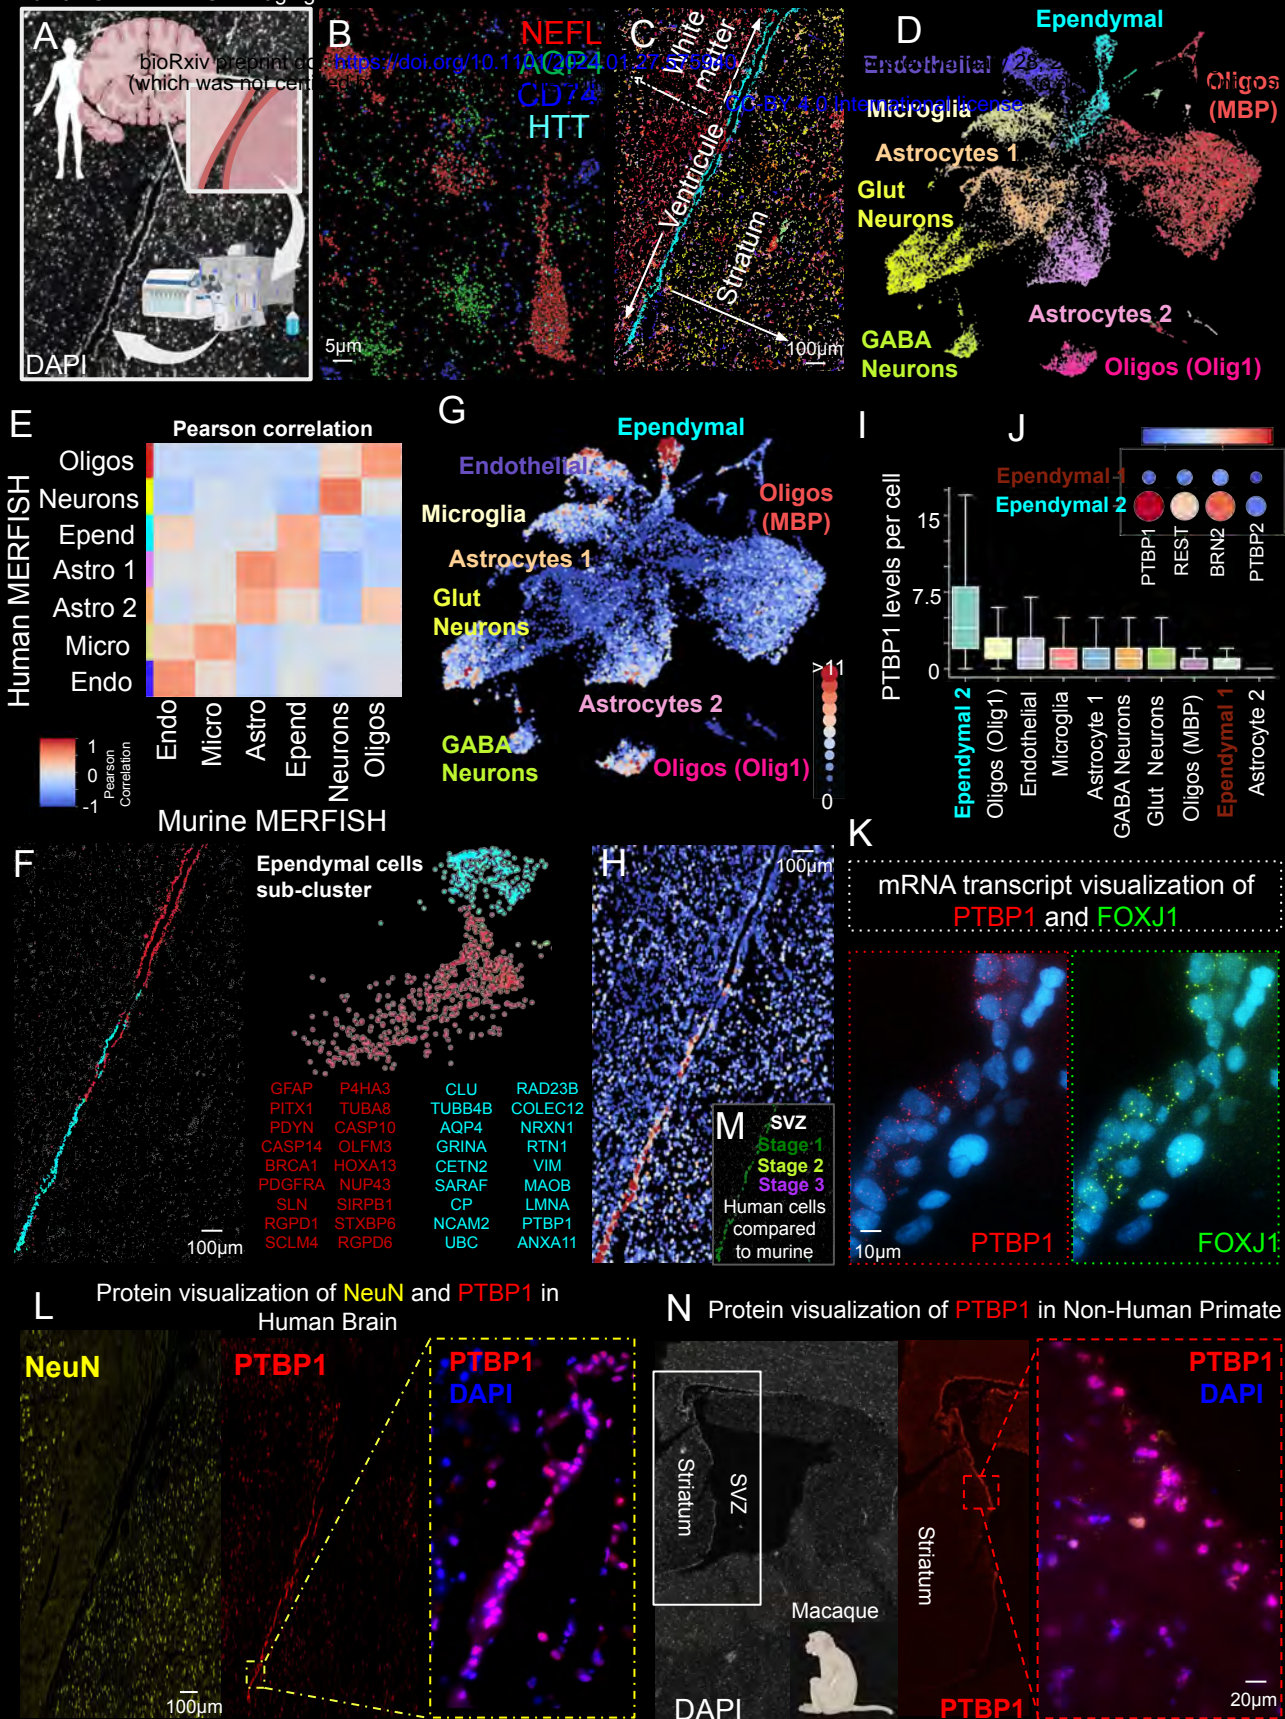 A
DAPI
bioRxiv preprint doi: https://doi.org/10.1101/2024.01.27.575940
(which was not certified
CC-BY 4.0 International license
B
NEFL
AQP4
CD74
HTT
5µm
C
White
matter
Ventricule
Striatum
100µm
D
Ependymal
Endothelial
Microglia
Oligos
(MBP)
Astrocytes 1
Glut
Neurons
Astrocytes 2
GABA
Neurons
Oligos (Olig1)
E
Pearson correlation
Human MERFISH
Oligos
Neurons
Epend
Astro 1
Astro 2
Micro
Endo
Endo
Micro
Astro
Epend
Neurons
Oligos
1
0
-1
Pearson
Correlation
Murine MERFISH
G
Ependymal
Endothelial
Oligos
(MBP)
Microglia
Astrocytes 1
Glut
Neurons
Astrocytes 2
GABA
Neurons
Oligos (Olig1)
>11
0
I
PTBP1 levels per cell
15
7.5
0
Ependymal 2
Oligos (Olig1)
Endothelial
Microglia
Astrocyte 1
GABA Neurons
Glut Neurons
Oligos (MBP)
Ependymal 1
Astrocyte 2
J
Ependymal 1
Ependymal 2
PTBP1
REST
BRN2
PTBP2
F
Ependymal cells
sub-cluster
100µm
GFAP P4HA3 CLU RAD23B
PITX1 TUBA8 TUBB4B COLEC12
PDYN CASP10 AQP4 NRXN1
CASP14 OLFM3 GRINA RTN1
BRCA1 HOXA13 CETN2 VIM
PDGFRA NUP43 SARAF MAOB
SLN SIRPB1 CP LMNA
RGPD1 STXBP6 NCAM2 PTBP1
SCLM4 RGPD6 UBC ANXA11
H
100µm
M
SVZ
Stage 1
Stage 2
Stage 3
Human cells
compared
to murine
K
mRNA transcript visualization of
PTBP1 and FOXJ1
10µm
PTBP1
FOXJ1
L
Protein visualization of NeuN and PTBP1 in
Human Brain
NeuN
PTBP1
PTBP1
DAPI
100µm
N
Protein visualization of PTBP1 in Non-Human Primate
Striatum
SVZ
Macaque
DAPI
Striatum
PTBP1
PTBP1
DAPI
20µm